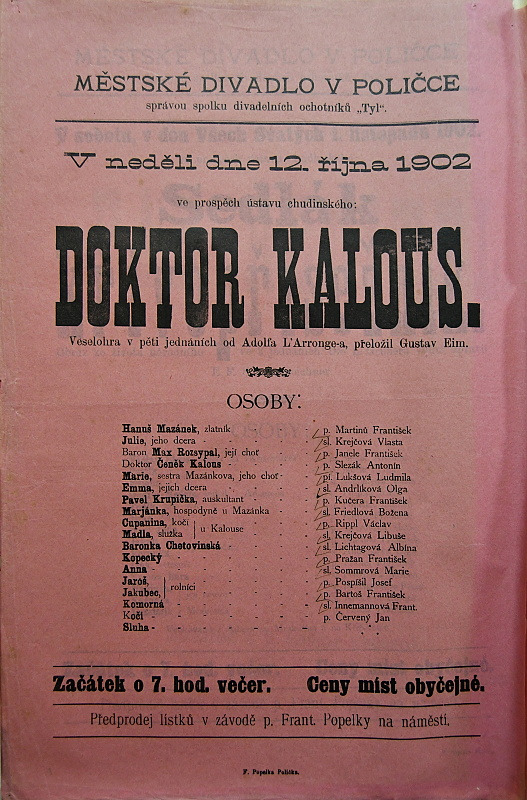 MĚSTSKÉ DIVADLO V POLIČCE
správou spolku divadelních ochotníků „Tyl“.
V neděli dne 12. října 1902
ve prospěch ústavu chudinského:
DOKTOR KALOUS.
Veselohra v pěti jednáních od Adolfa L'Arronge-a, přeložil Gustav Eim.
OSOBY:
Hanuš Mazánek, zlatník - - - - p. Martinů František
Julie, jeho dcera - - - - - sl. Krejčová Vlasta
Baron Max Rozsypal, její choť - - - p. Janele František
Doktor Čeněk Kalous - - - - - p. Slezák Antonín
Marie, sestra Mazánkova, jeho choť - - - pí. Lukšová Ludmila
Emma, jejich dcera - - - - - sl. Andrlíková Olga
Pavel Krupička, auskultant - - - - p. Kučera František
Marjánka, hospodyně u Mazánka - - - sl. Friedlová Božena
Cupanina, kočí } u Kalouse - - - - p. Rippl Václav
Madla, služka - - - - sl. Krejčová Libuše
Baronka Chotovinská - - - - - sl. Lichtagová Albína
Kopecký - - - - - - p. Pražan František
Anna - - - - - - sl. Sommrová Marie
Jaróš, } rolníci - - - - - p. Pospíšil Josef
Jakubec, - - - - - p. Bartoš František
Komorná - - - - - - sl. Innemannová Frant.
Kočí - - - - - - p. Červený Jan
Sluha - - - - - -
Začátek o 7. hod. večer. Ceny míst obyčejné.
Předprodej lístků v závodě p. Frant. Popelky na náměstí.
F. Popelka Polička.